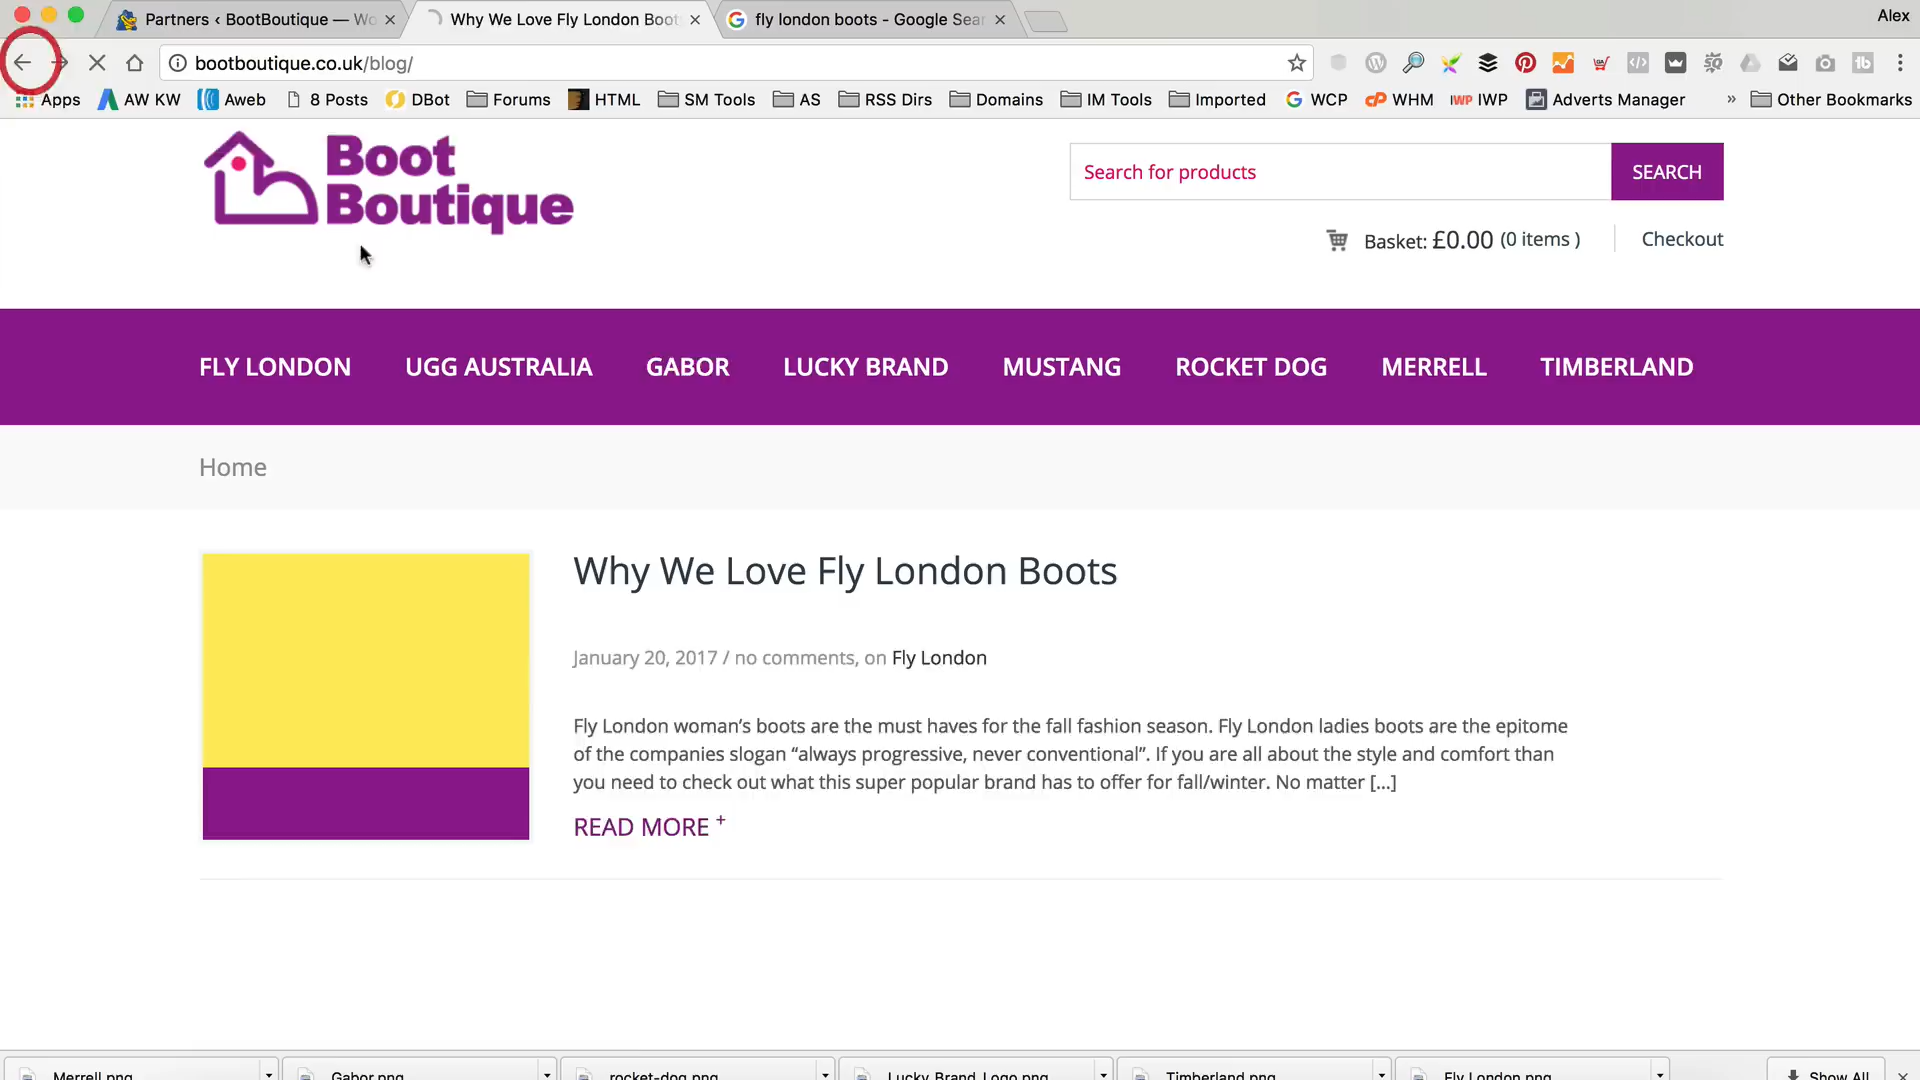 Partners ‹ BootBoutique — Wo
Why We Love Fly London Boot
fly london boots - Google Sear
Alex
bootboutique.co.uk/blog/
Apps
AW KW
Aweb
8 Posts
DBot
Forums
HTML
SM Tools
AS
RSS Dirs
Domains
IM Tools
Imported
WCP
WHM
IWP
Adverts Manager
»
Other Bookmarks
Boot
Boutique
Search for products
SEARCH
Basket: £0.00 (0 items )
Checkout
FLY LONDON UGG AUSTRALIA GABOR LUCKY BRAND MUSTANG ROCKET DOG MERRELL TIMBERLAND
Home
Why We Love Fly London Boots
January 20, 2017 / no comments, on Fly London
Fly London woman’s boots are the must haves for the fall fashion season. Fly London ladies boots are the epitome
of the companies slogan “always progressive, never conventional”. If you are all about the style and comfort than
you need to check out what this super popular brand has to offer for fall/winter. No matter [...]
READ MORE +
Merrell.png
Gabor.png
rocket-dog.png
Lucky Brand Logo.png
Timberland.png
Fly London.png
Show All